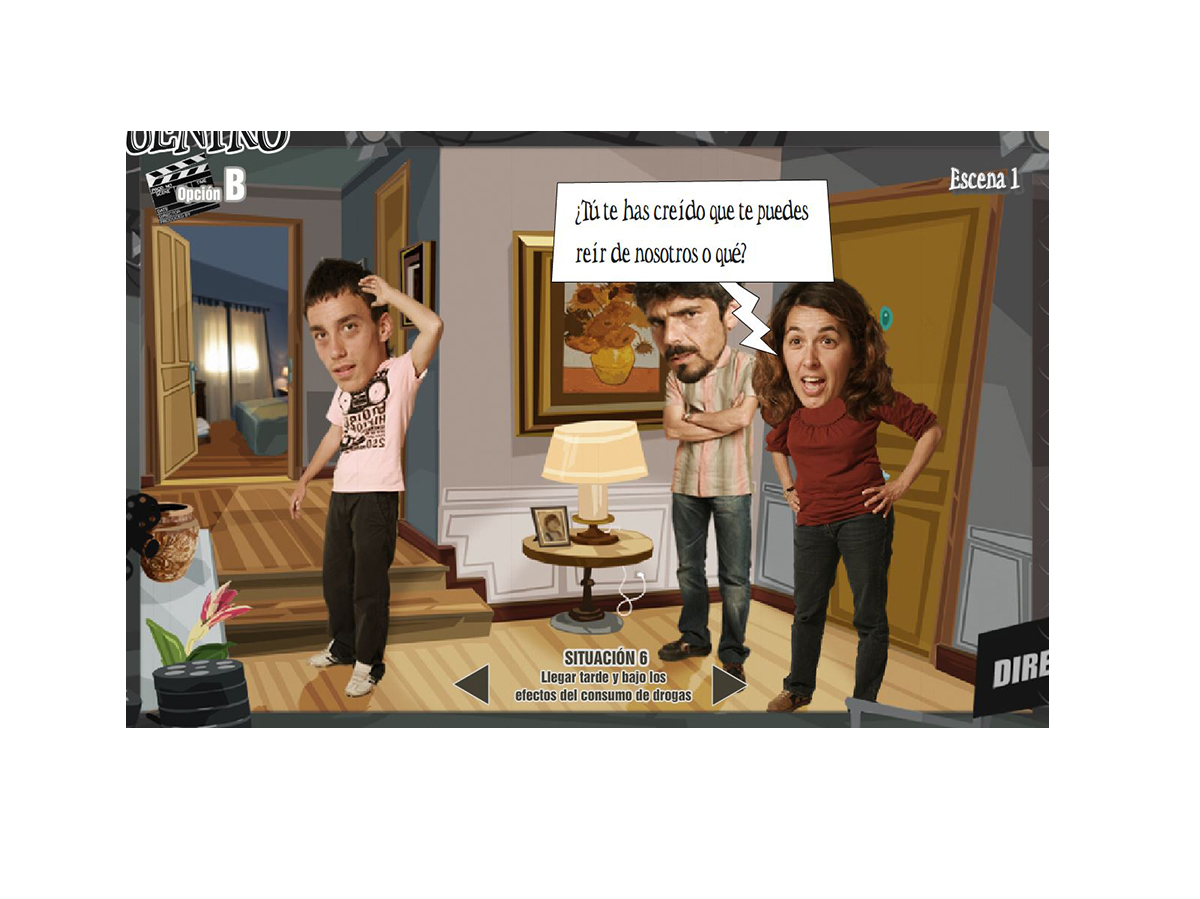 Opción B
Escena 1
¿Tú te has creído que te puedes
reír de nosotros o qué?
SITUACIÓN 6
Llegar tarde y bajo los
efectos del consumo de drogas